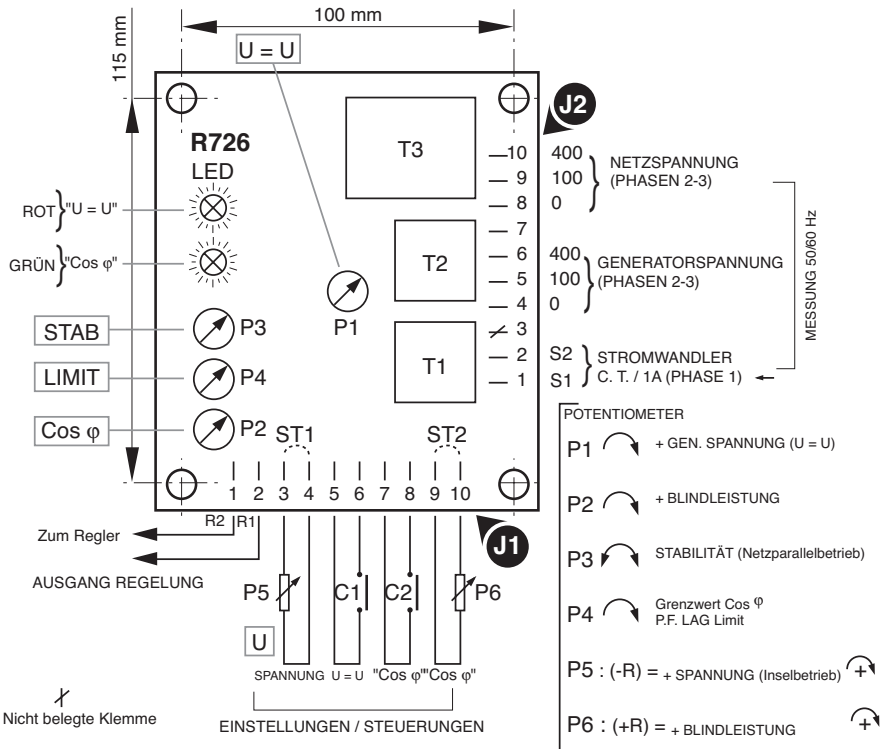 100 mm
115 mm
U = U
J2
R726
LED
T3
10 400
9 100
8 0
NETZSPANNUNG
(PHASEN 2-3)
7
ROT "U = U"
GRÜN "Cos φ"
T2
6 400
5 100
4 0
GENERATORSPANNUNG
(PHASEN 2-3)
MESSUNG 50/60 Hz
P1
STAB P3
3
LIMIT P4
T1
2 S2
1 S1
STROMWANDLER
C. T. / 1A (PHASE 1)
Cos φ P2
ST1 ST2
1 2 3 4 5 6 7 8 9 10
R2 R1
J1
Zum Regler
AUSGANG REGELUNG
P5 C1 C2 P6
U
SPANNUNG U = U "Cos φ" "Cos φ"
EINSTELLUNGEN / STEUERUNGEN
Nicht belegte Klemme
POTENTIOMETER
P1 + GEN. SPANNUNG (U = U)
P2 + BLINDLEISTUNG
P3 STABILITÄT (Netzparallelbetrieb)
P4 Grenzwert Cos φ
P.F. LAG Limit
P5 : (-R) = + SPANNUNG (Inselbetrieb) +
P6 : (+R) = + BLINDLEISTUNG +